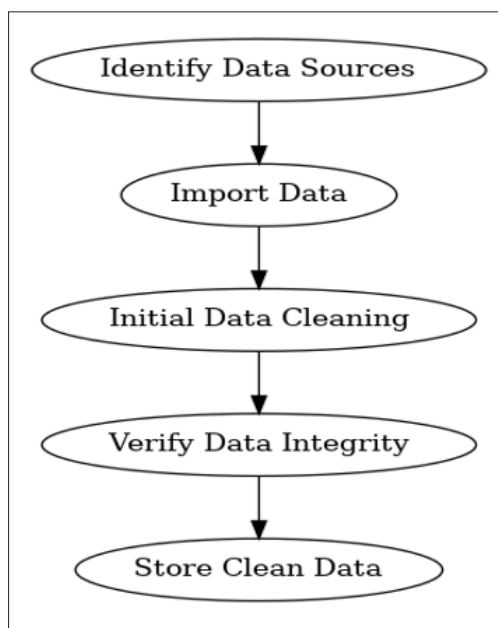 Identify Data Sources
Import Data
Initial Data Cleaning
Verify Data Integrity
Store Clean Data